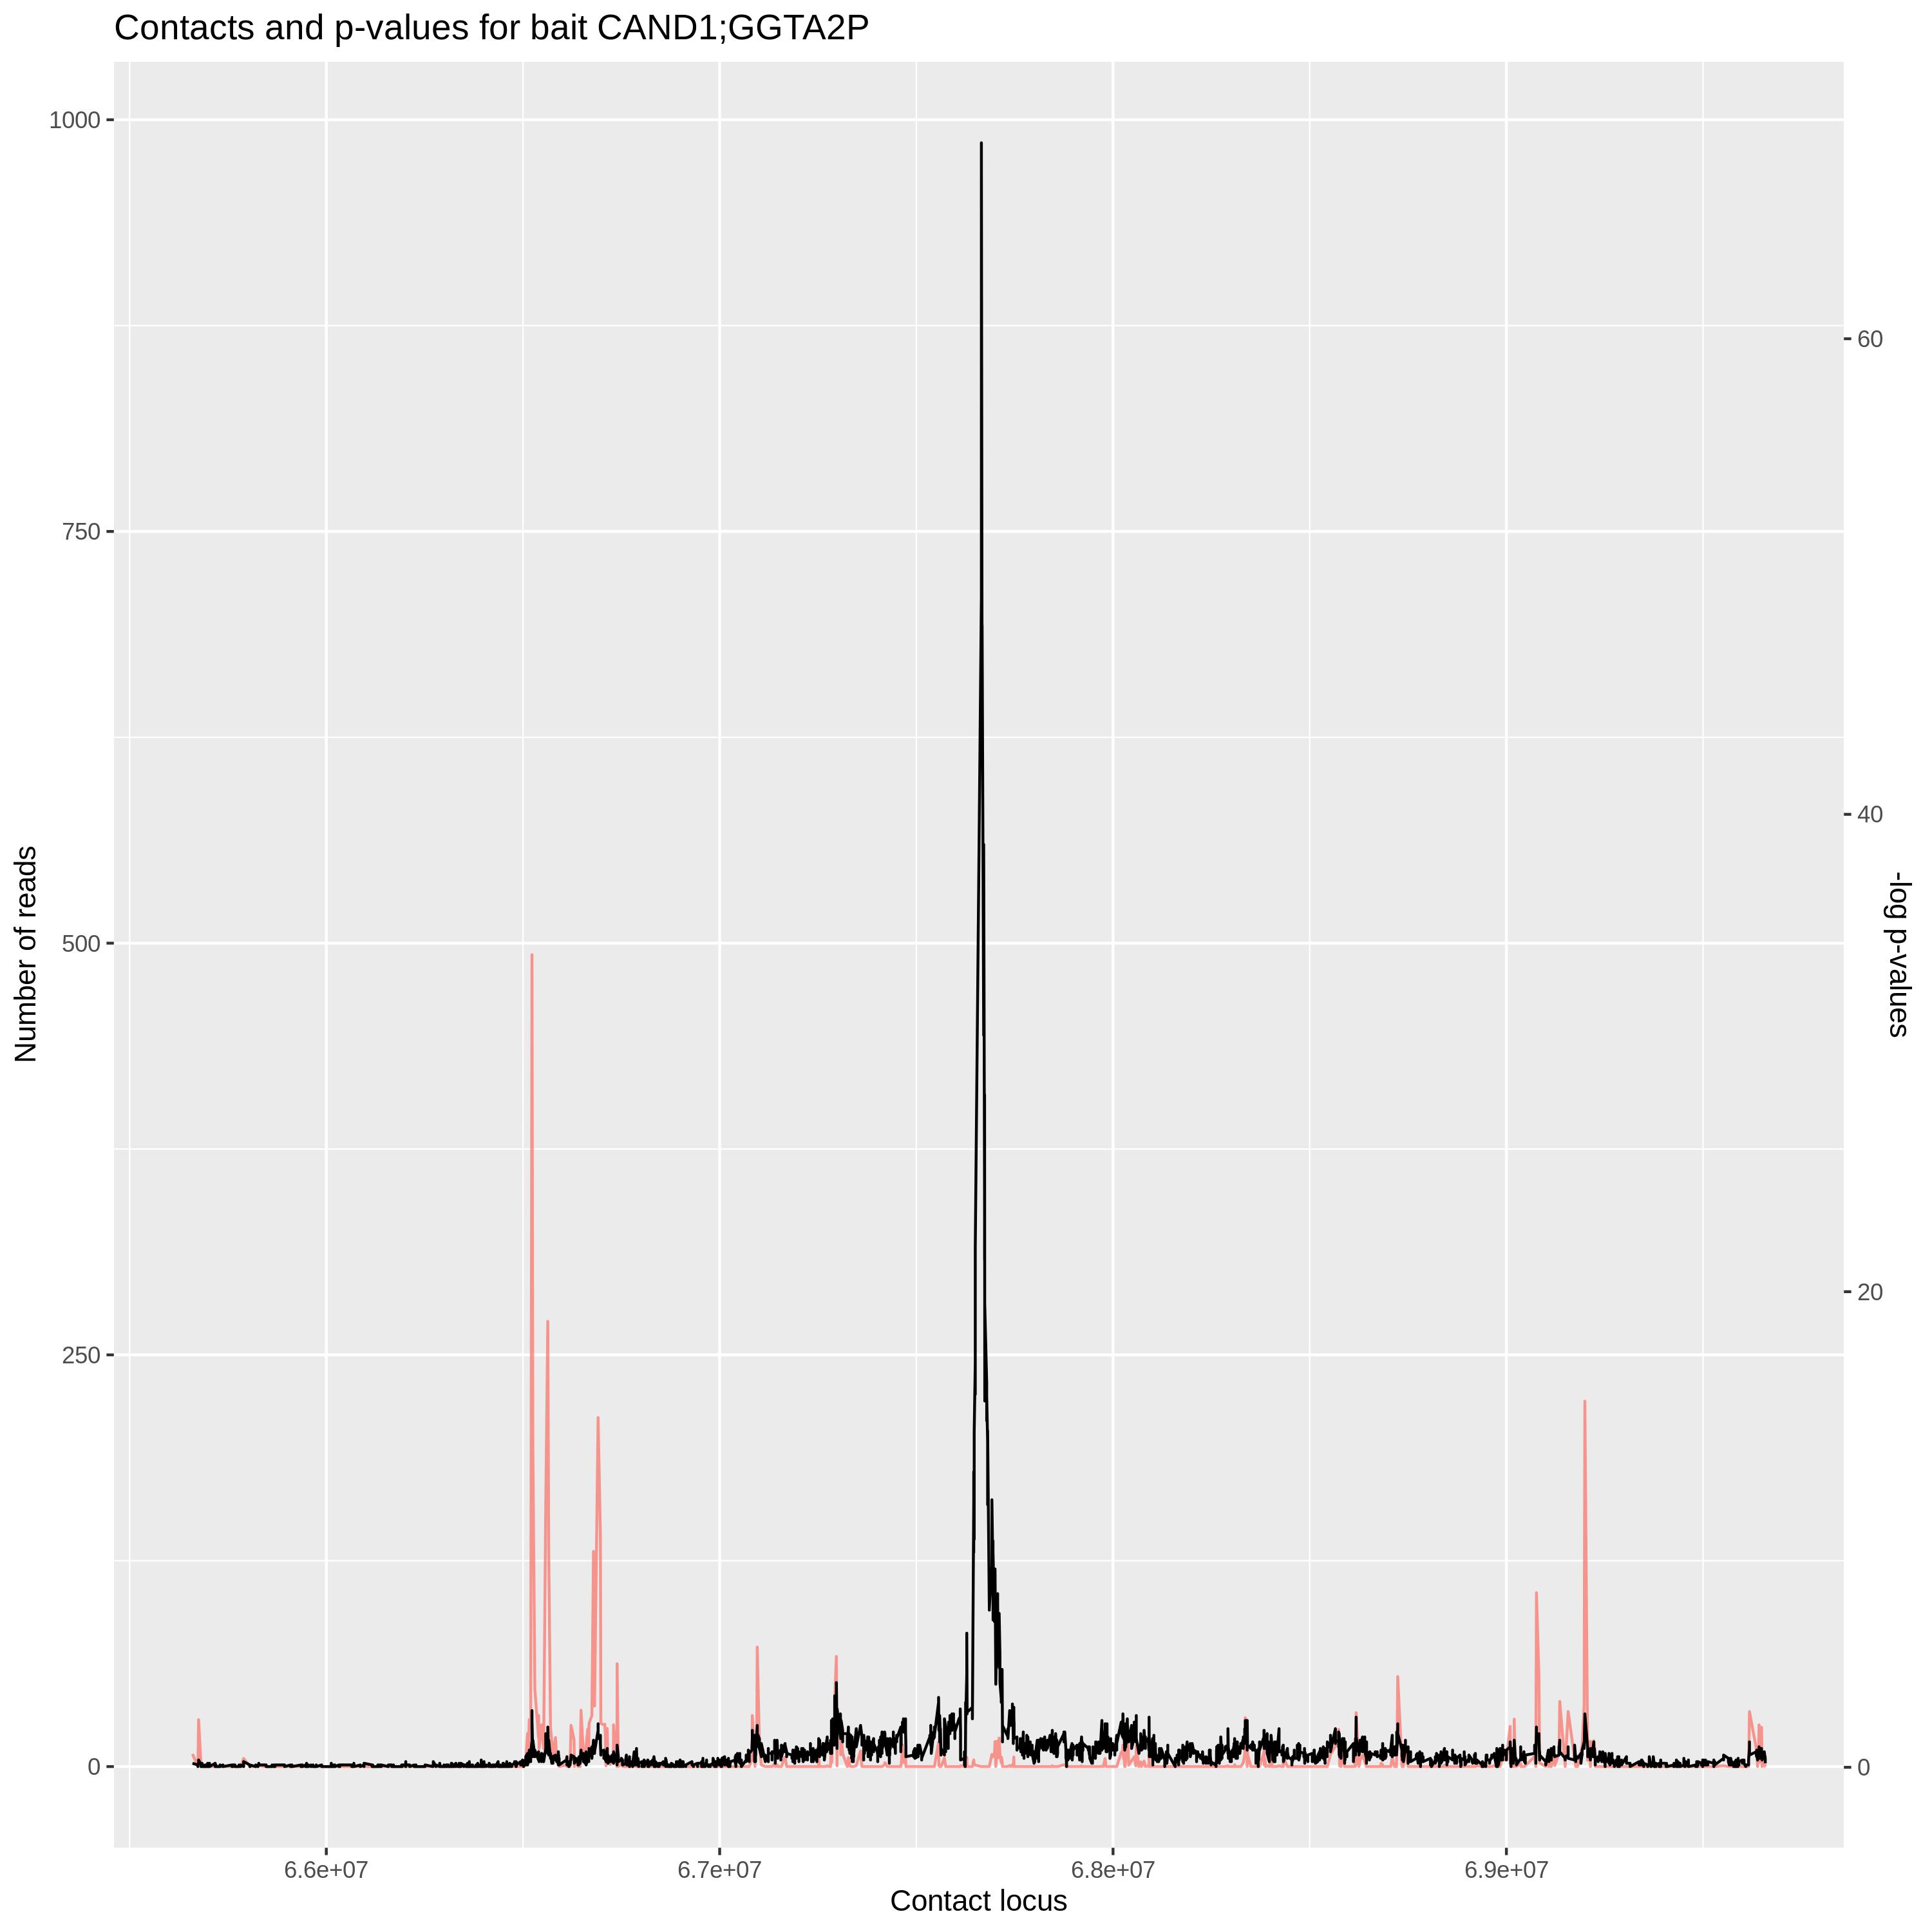 Contacts and p-values for bait CAND1;GGTA2P
1000
750
500
250
0
Number of reads
60
40
20
0
-log p-values
6.6e+07
6.7e+07
6.8e+07
6.9e+07
Contact locus